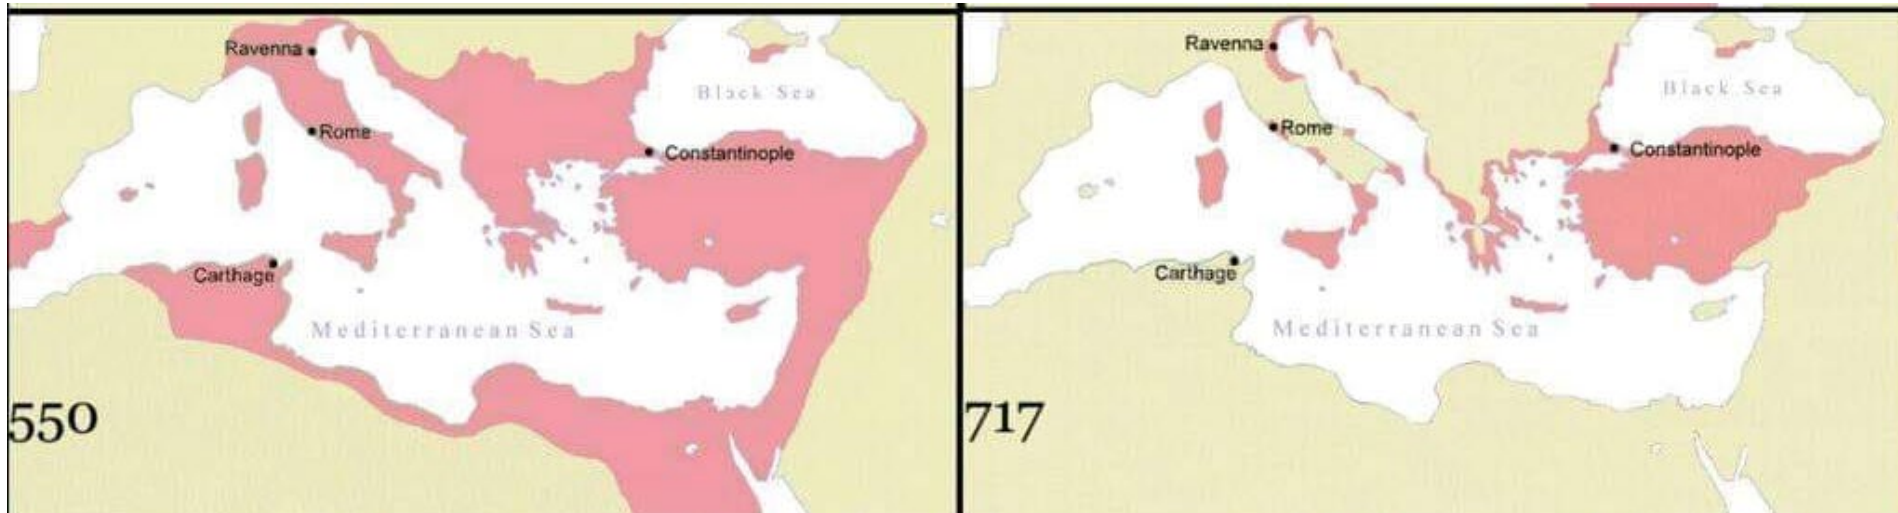 Ravenna
Black Sea
Rome
Constantinople
Carthage
Mediterranean Sea
550
Ravenna
Black Sea
Rome
Constantinople
Carthage
Mediterranean Sea
717